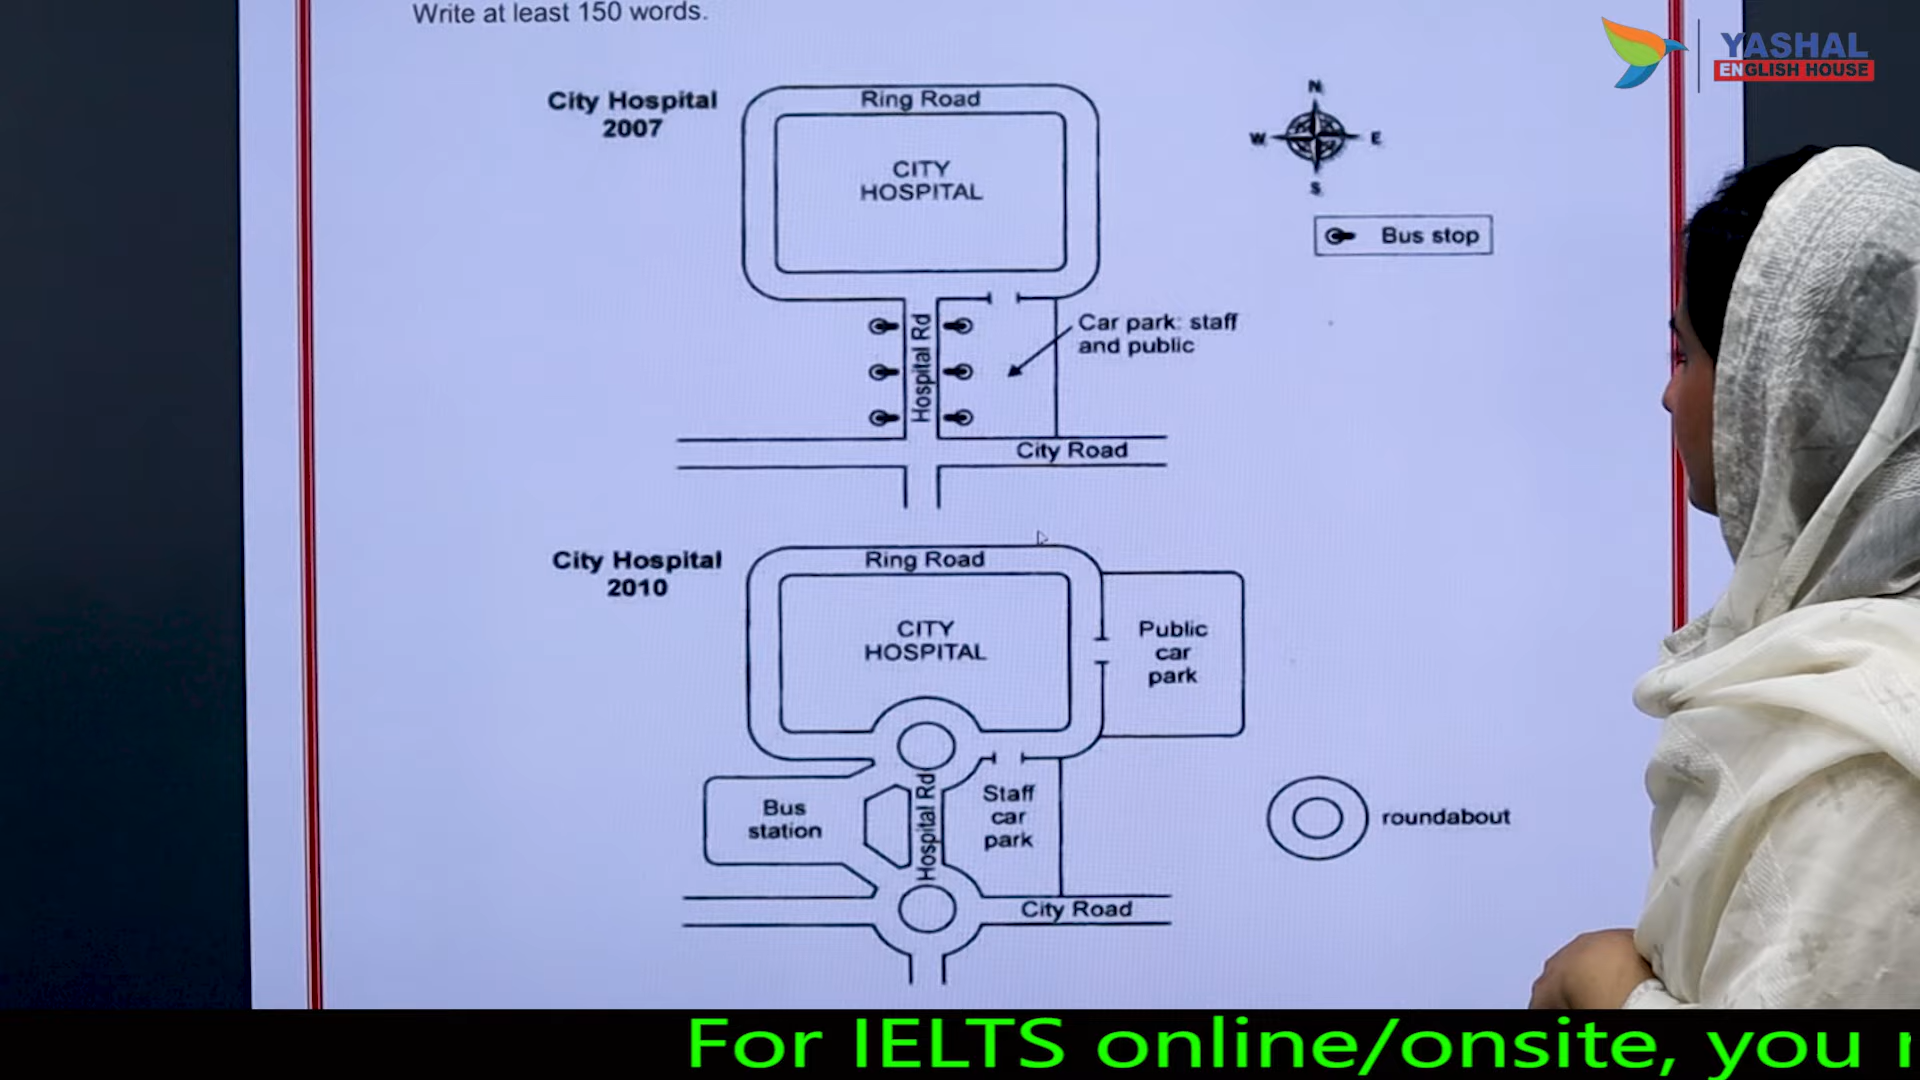 Write at least 150 words.
YASHAL
ENGLISH HOUSE
City Hospital
2007
Ring Road
CITY
HOSPITAL
N
W
E
S
Bus stop
Hospital Rd
Car park: staff
and public
City Road
City Hospital
2010
Ring Road
CITY
HOSPITAL
Public
car
park
Bus
station
Hospital Rd
Staff
car
park
roundabout
City Road
For IELTS online/onsite, you